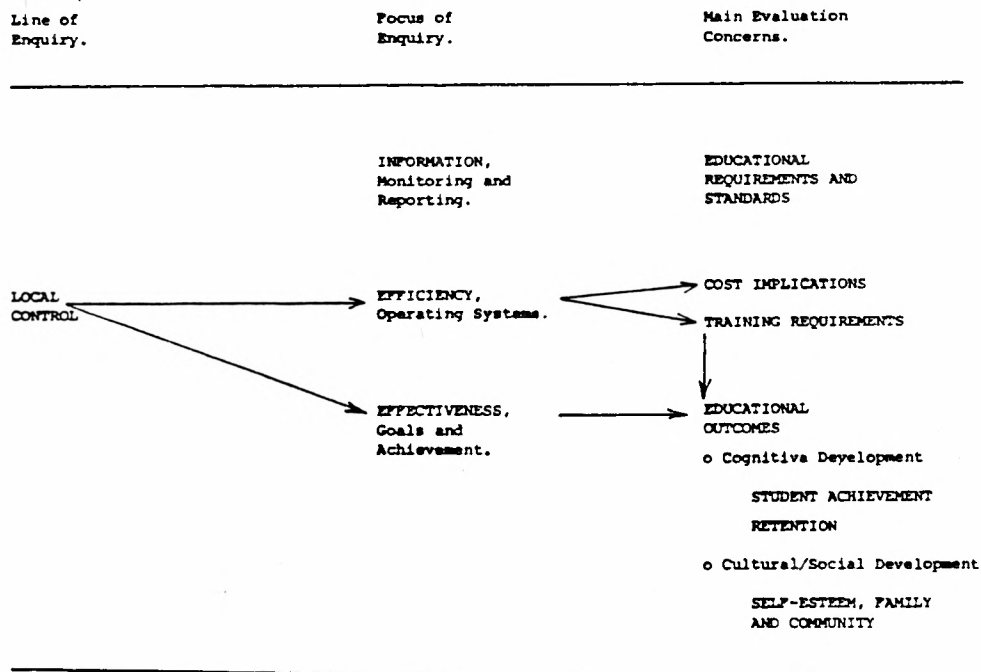 Line of
Enquiry.
Focus of
Enquiry.
Main Evaluation
Concerns.
INFORMATION,
Monitoring and
Reporting.
EDUCATIONAL
REQUIREMENTS AND
STANDARDS
LOCAL
CONTROL
EFFICIENCY,
Operating Systems.
COST IMPLICATIONS
TRAINING REQUIREMENTS
EFFECTIVENESS,
Goals and
Achievement.
EDUCATIONAL
OUTCOMES
o Cognitiva Development
STUDENT ACHIEVEMENT
RETENTION
o Cultural/Social Development
SELF-ESTEEM, FAMILY
AND COMMUNITY